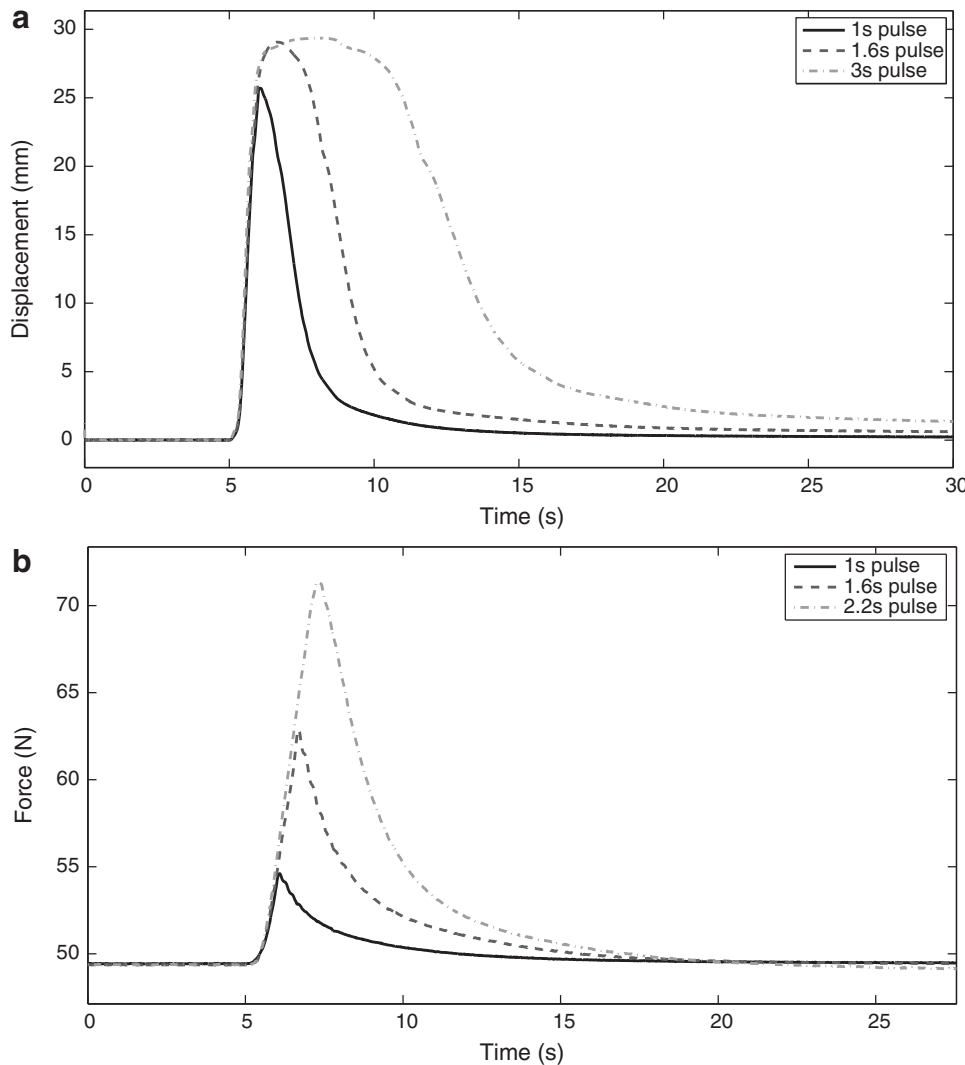 a
30
25
20
15
10
5
0
Displacement (mm)
1s pulse
1.6s pulse
3s pulse
0 5 10 15 20 25 30
Time (s)
b
70
65
60
55
50
Force (N)
1s pulse
1.6s pulse
2.2s pulse
0 5 10 15 20 25
Time (s)